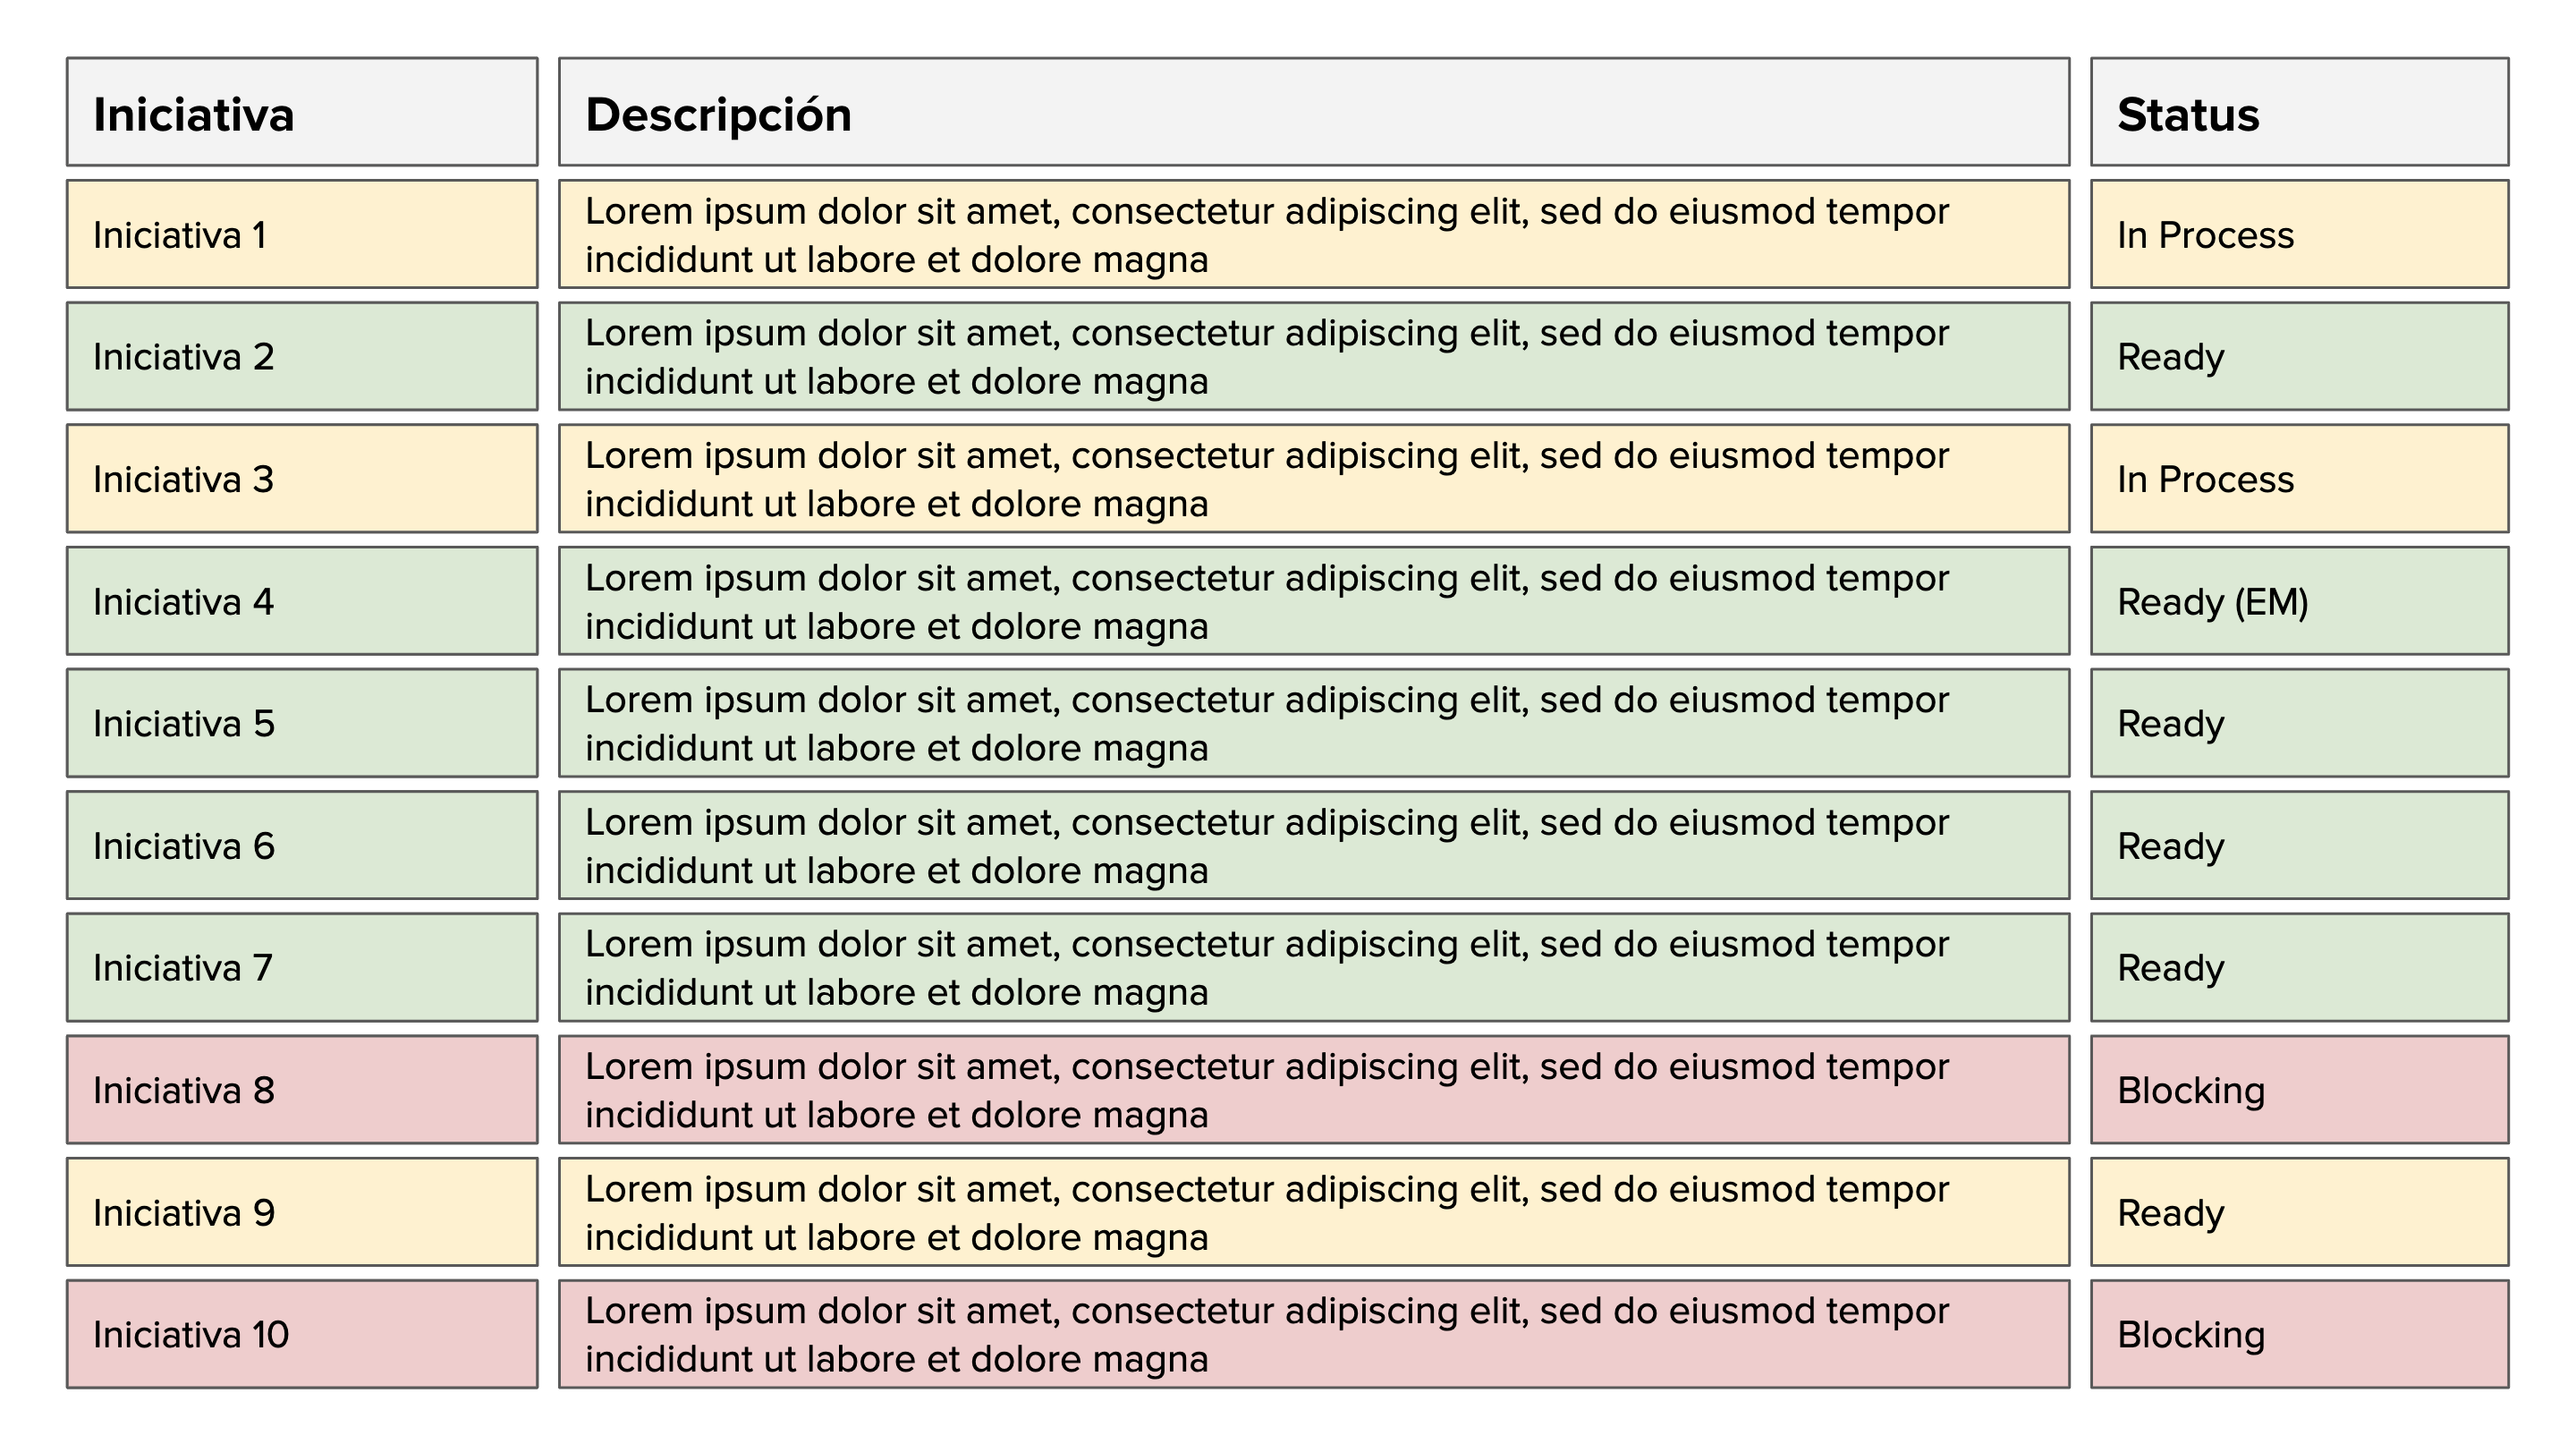 Iniciativa
Descripción
Status
Iniciativa 1
Lorem ipsum dolor sit amet, consectetur adipiscing elit, sed do eiusmod tempor
incididunt ut labore et dolore magna
In Process
Iniciativa 2
Lorem ipsum dolor sit amet, consectetur adipiscing elit, sed do eiusmod tempor
incididunt ut labore et dolore magna
Ready
Iniciativa 3
Lorem ipsum dolor sit amet, consectetur adipiscing elit, sed do eiusmod tempor
incididunt ut labore et dolore magna
In Process
Iniciativa 4
Lorem ipsum dolor sit amet, consectetur adipiscing elit, sed do eiusmod tempor
incididunt ut labore et dolore magna
Ready (EM)
Iniciativa 5
Lorem ipsum dolor sit amet, consectetur adipiscing elit, sed do eiusmod tempor
incididunt ut labore et dolore magna
Ready
Iniciativa 6
Lorem ipsum dolor sit amet, consectetur adipiscing elit, sed do eiusmod tempor
incididunt ut labore et dolore magna
Ready
Iniciativa 7
Lorem ipsum dolor sit amet, consectetur adipiscing elit, sed do eiusmod tempor
incididunt ut labore et dolore magna
Ready
Iniciativa 8
Lorem ipsum dolor sit amet, consectetur adipiscing elit, sed do eiusmod tempor
incididunt ut labore et dolore magna
Blocking
Iniciativa 9
Lorem ipsum dolor sit amet, consectetur adipiscing elit, sed do eiusmod tempor
incididunt ut labore et dolore magna
Ready
Iniciativa 10
Lorem ipsum dolor sit amet, consectetur adipiscing elit, sed do eiusmod tempor
incididunt ut labore et dolore magna
Blocking